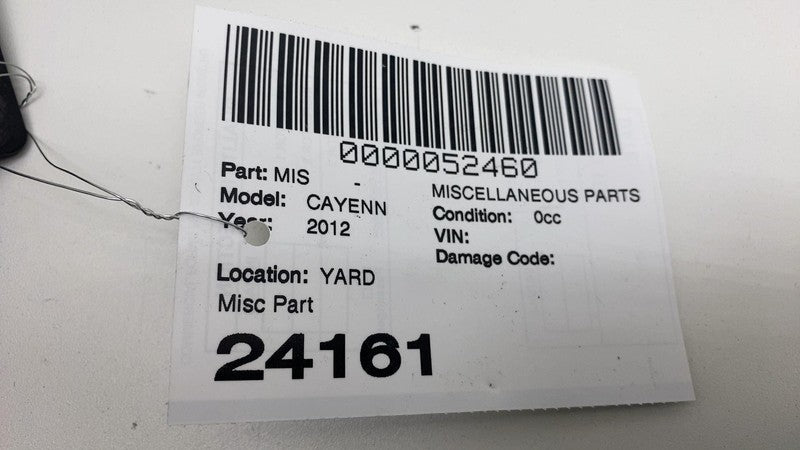 0000052460
Part: MIS -
MISCELLANEOUS PARTS
Model: CAYENN
Condition: 0cc
Year: 2012
VIN:
Damage Code:
Location: YARD
Misc Part
24161